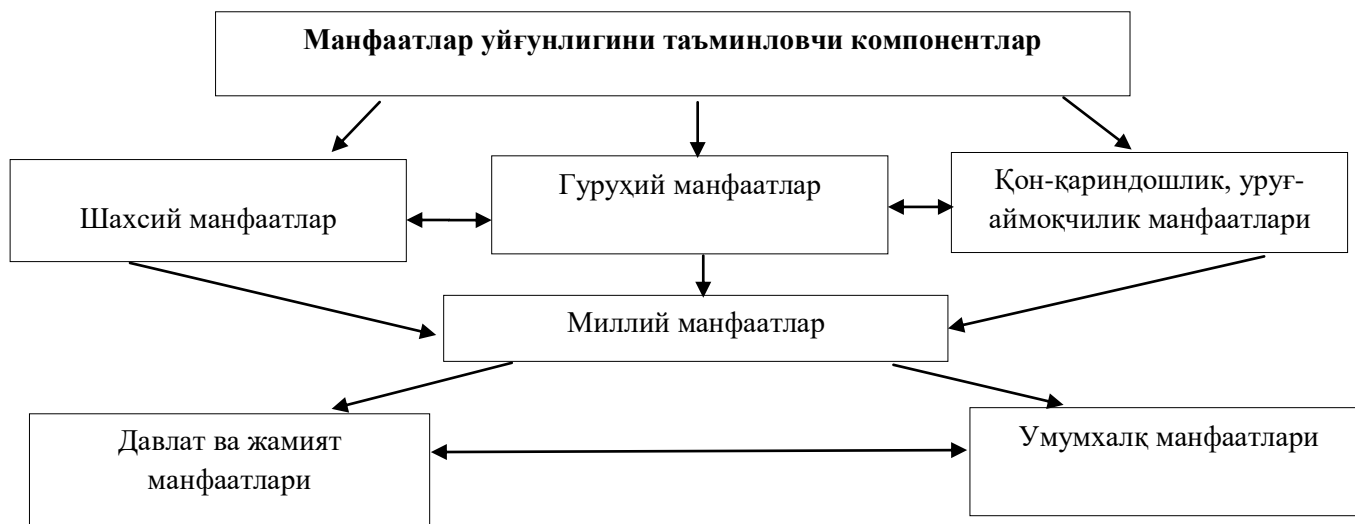 Манфаатлар уйғунлигини таъминловчи компонентлар
Шахсий манфаатлар
Гуруҳий манфаатлар
Қон-қариндошлик, уруғ-
аймоқчилик манфаатлари
Миллий манфаатлар
Давлат ва жамият
манфаатлари
Умумхалқ манфаатлари